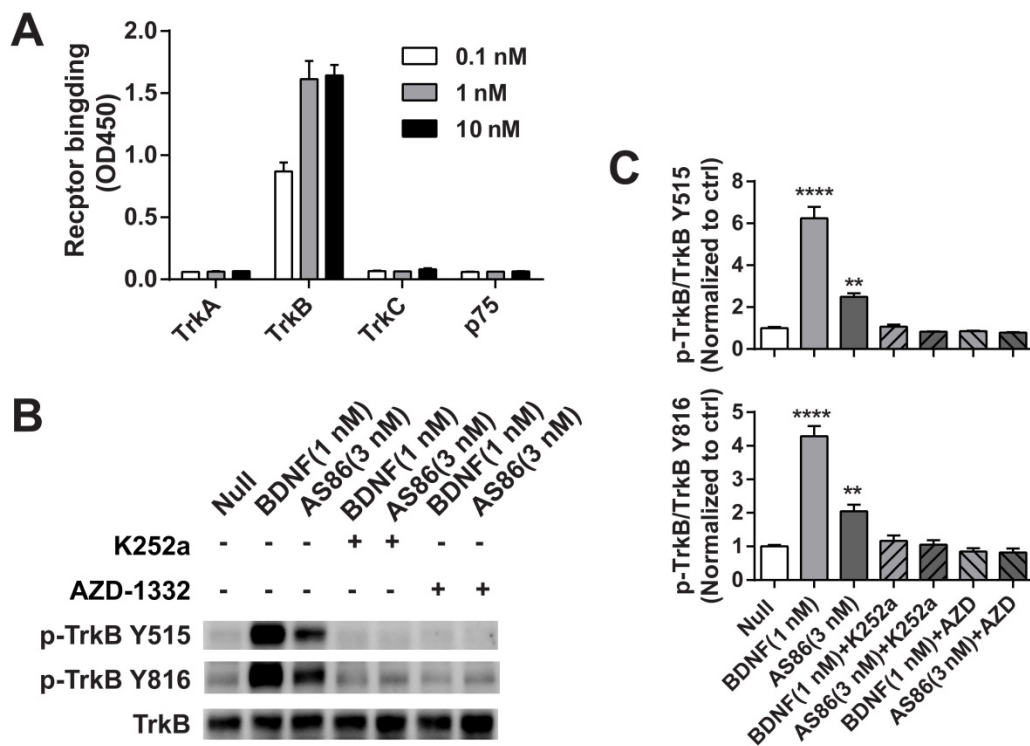 A
Recptor bingding
(OD450)
2.0
1.5
1.0
0.5
0.0
0.1 nM
1 nM
10 nM
TrkA
TrkB
TrkC
p75
B
Null
BDNF(1 nM)
AS86(3 nM)
BDNF(1 nM)
AS86(3 nM)
BDNF(1 nM)
AS86(3 nM)
K252a - - - + + - -
AZD-1332 - - - - - + +
p-TrkB Y515
p-TrkB Y816
TrkB
C
p-TrkB/TrkB Y515
(Normalized to ctrl)
8
6
4
2
0
****
**
p-TrkB/TrkB Y816
(Normalized to ctrl)
5
4
3
2
1
0
****
**
Null
BDNF(1 nM)
AS86(3 nM)
BDNF(1 nM)+K252a
AS86(3 nM)+K252a
BDNF(1 nM)+AZD
AS86(3 nM)+AZD